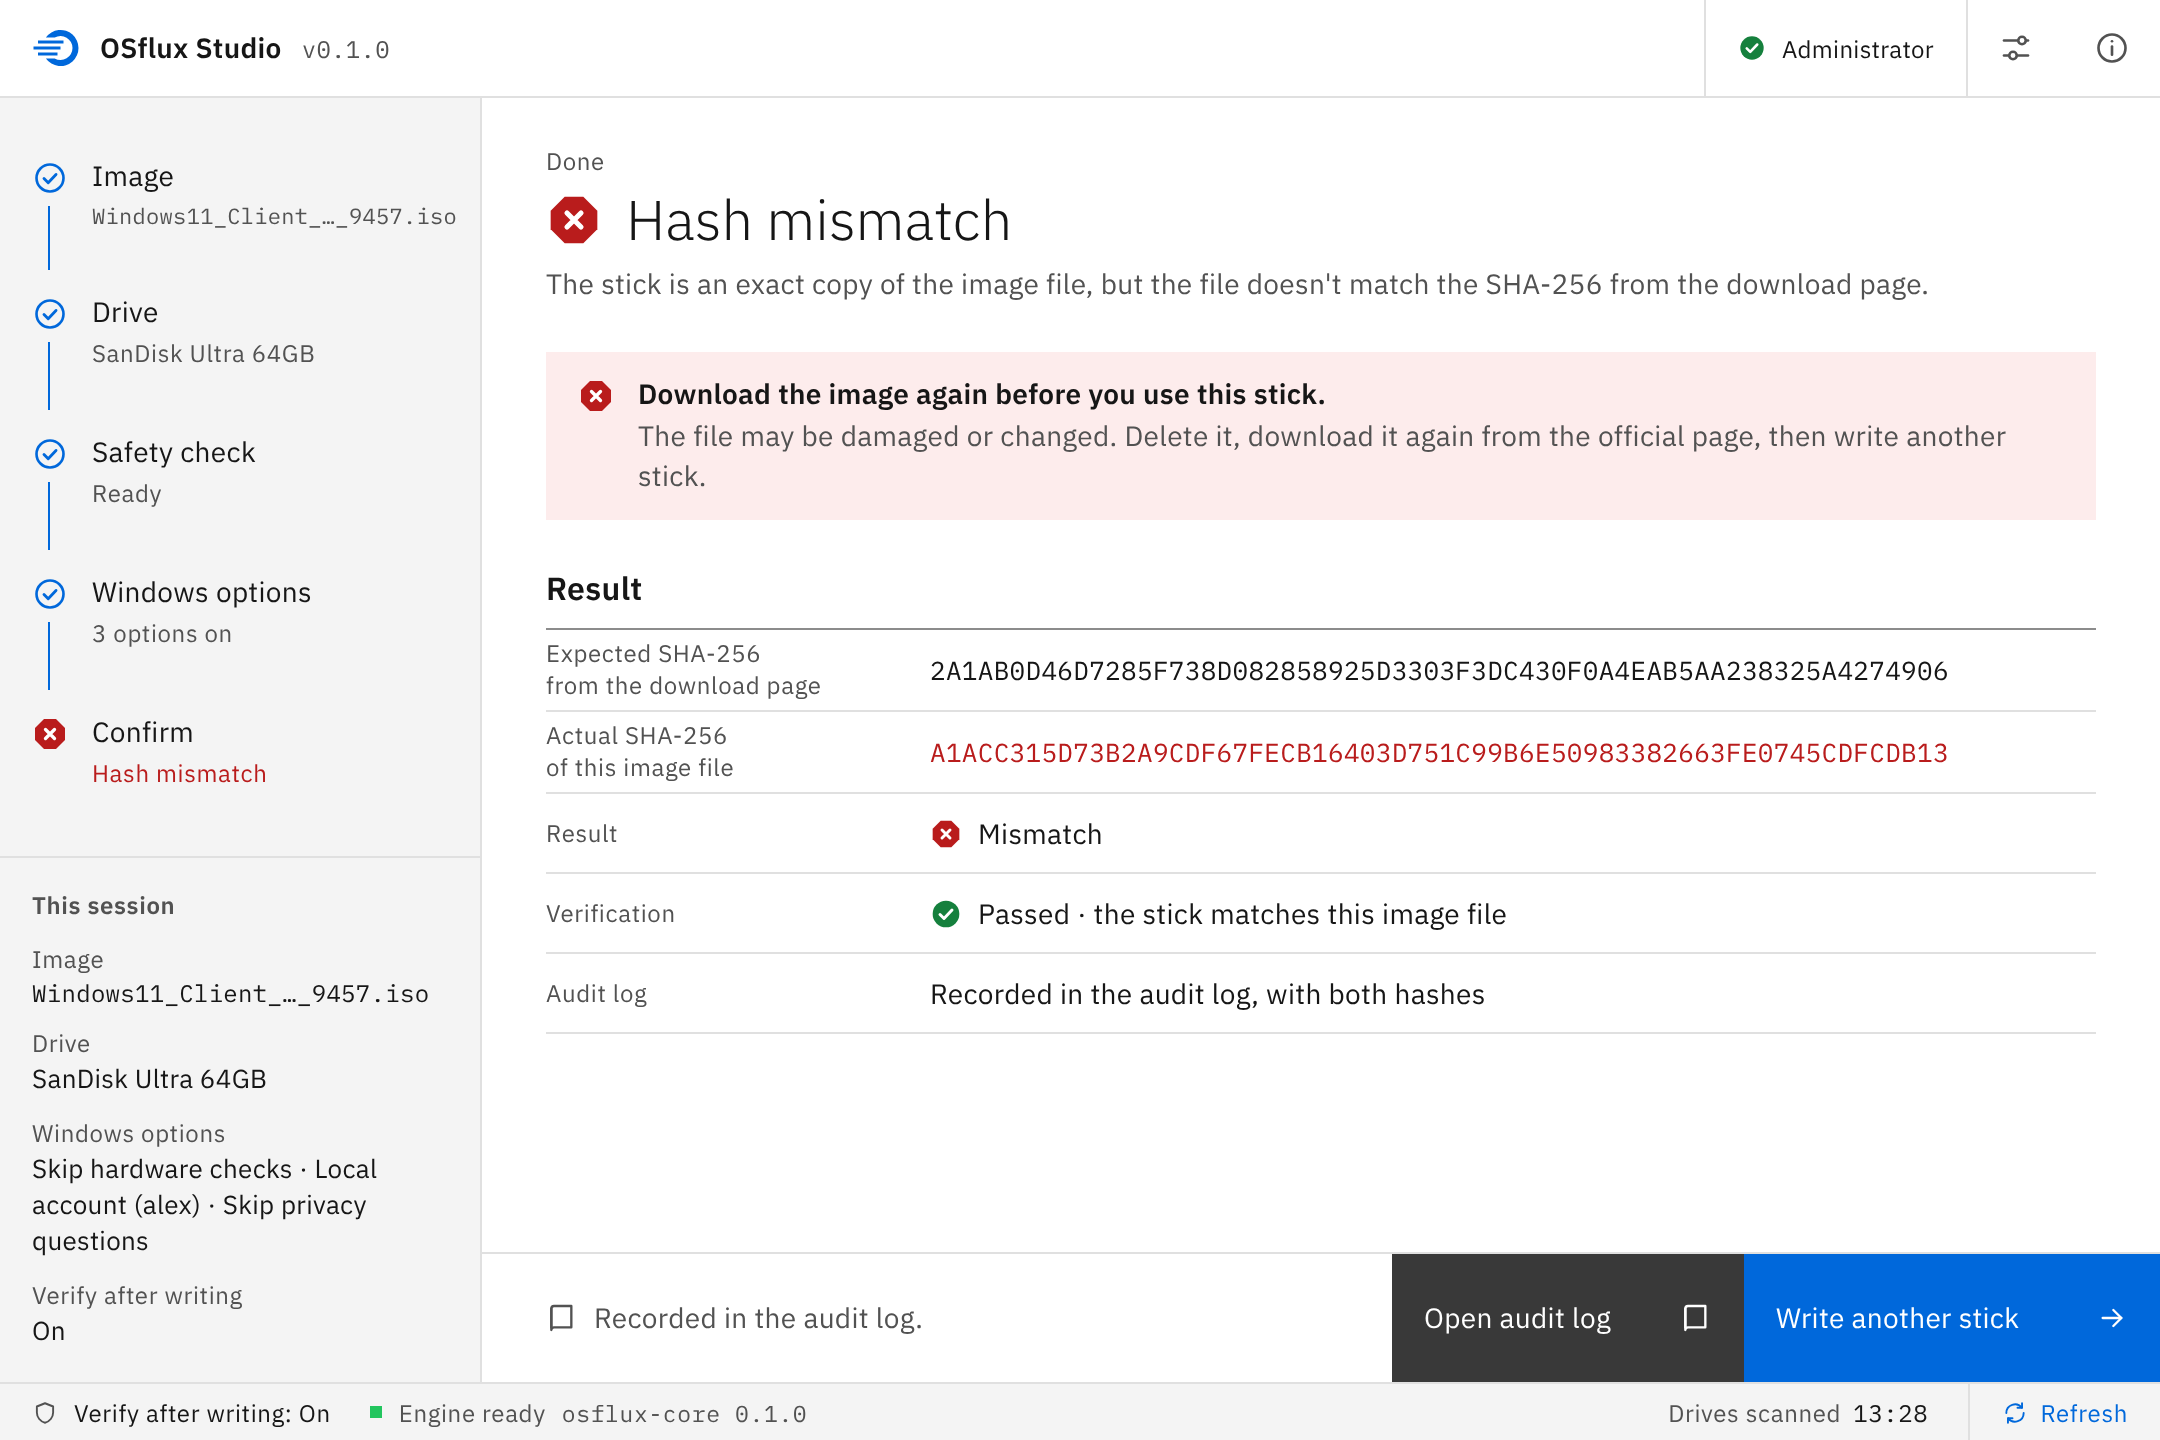 OSflux Studio v0.1.0
Administrator
Image
Windows11_Client_…_9457.iso
Drive
SanDisk Ultra 64GB
Safety check
Ready
Windows options
3 options on
Confirm
Hash mismatch
This session
Image
Windows11_Client_…_9457.iso
Drive
SanDisk Ultra 64GB
Windows options
Skip hardware checks · Local
account (alex) · Skip privacy
questions
Verify after writing
On
Done
Hash mismatch
The stick is an exact copy of the image file, but the file doesn't match the SHA-256 from the download page.
Download the image again before you use this stick.
The file may be damaged or changed. Delete it, download it again from the official page, then write another
stick.
Result
Expected SHA-256
from the download page
2A1AB0D46D7285F738D082858925D3303F3DC430F0A4EAB5AA238325A4274906
Actual SHA-256
of this image file
A1ACC315D73B2A9CDF67FECB16403D751C99B6E50983382663FE0745CDFCDB13
Result
Mismatch
Verification
Passed · the stick matches this image file
Audit log
Recorded in the audit log, with both hashes
Recorded in the audit log.
Open audit log
Write another stick
Verify after writing: On
Engine ready osflux-core 0.1.0
Drives scanned 13:28
Refresh